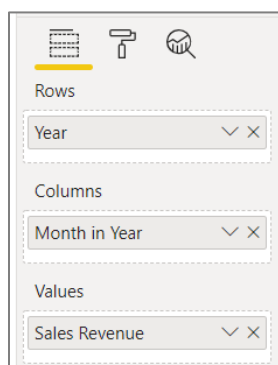 Rows
Year
Columns
Month in Year
Values
Sales Revenue